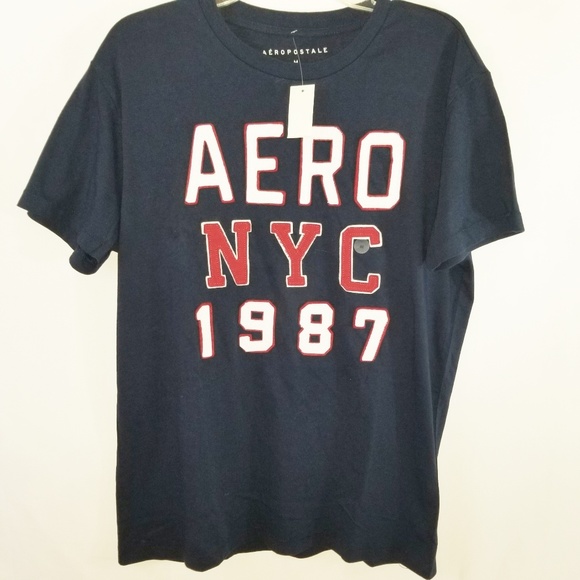 AÉROPOSTALE
M
AERO
NYC
1987